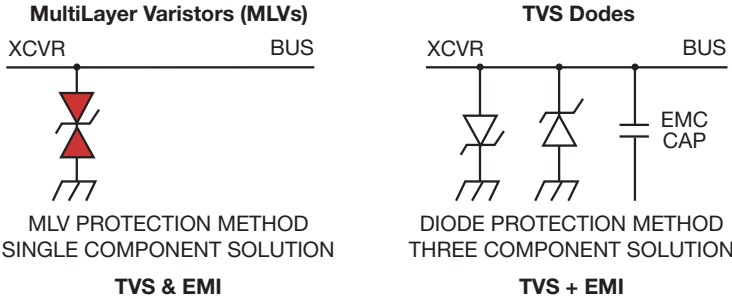 MultiLayer Varistors (MLVs)
XCVR BUS
MLV PROTECTION METHOD
SINGLE COMPONENT SOLUTION
TVS & EMI
TVS Dodes
XCVR BUS
EMC
CAP
DIODE PROTECTION METHOD
THREE COMPONENT SOLUTION
TVS + EMI